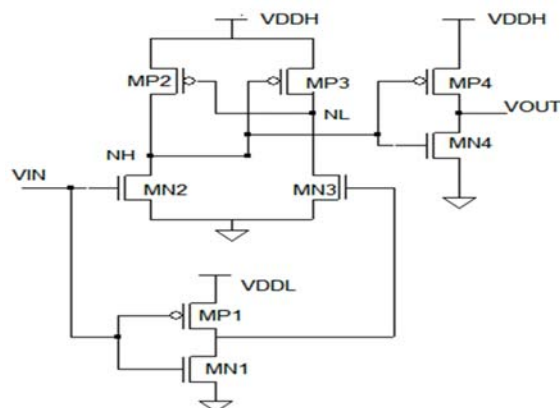 VDDH
VDDH
MP2
MP3
MP4
NL
VOUT
NH
MN4
VIN
MN2
MN3
VDDL
MP1
MN1